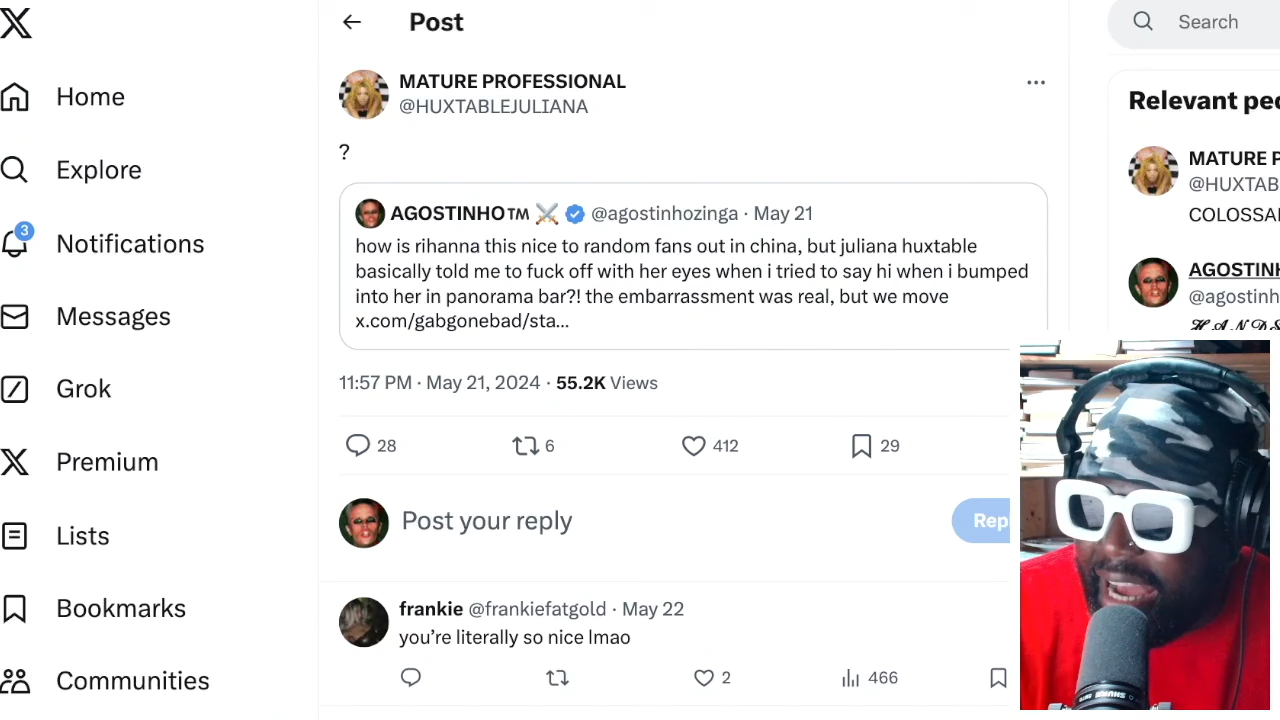 Post
Search
Home
Explore
3
Notifications
Messages
Grok
Premium
Lists
Bookmarks
Communities
MATURE PROFESSIONAL
@HUXTABLEJULIANA
?
AGOSTINHO™ ⚔️ @agostinhozinga · May 21
how is rihanna this nice to random fans out in china, but juliana huxtable
basically told me to fuck off with her eyes when i tried to say hi when i bumped
into her in panorama bar?! the embarrassment was real, but we move
x.com/gabgonebad/sta...
11:57 PM · May 21, 2024 · 55.2K Views
28 6 412 29
Post your reply
Rep
frankie @frankiefatgold · May 22
you’re literally so nice lmao
2 466
Relevant peo
MATURE P
@HUXTAB
COLOSSAL
AGOSTINH
@agostinh
SHURE